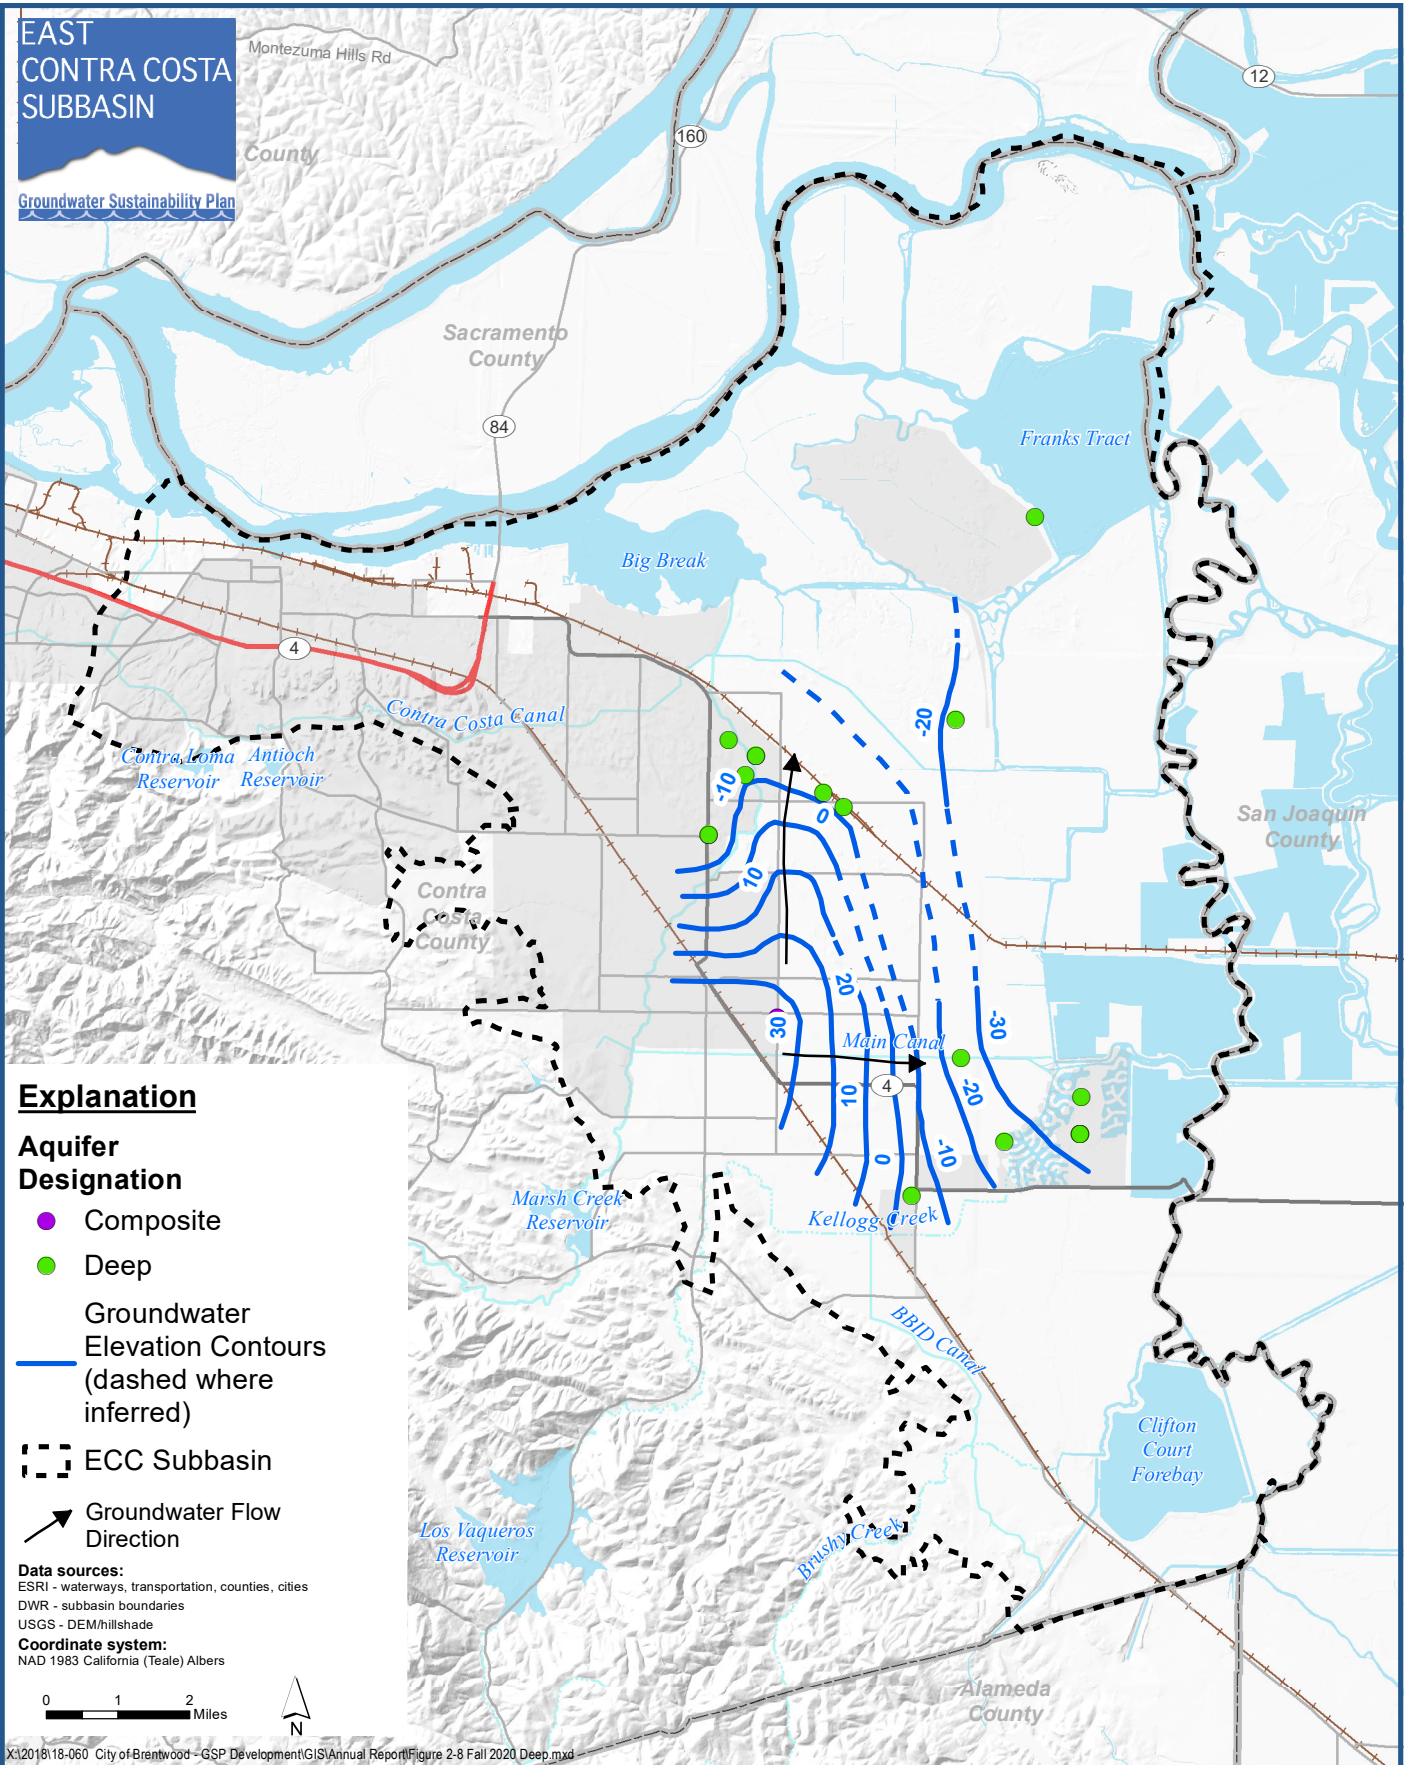 EAST
CONTRA COSTA
SUBBASIN
Groundwater Sustainability Plan
Montezuma Hills Rd
County
160
12
Sacramento
County
84
Franks Tract
Big Break
4
Contra Costa Canal
Contra Loma
Reservoir
Antioch
Reservoir
-20
-10
0
10
San Joaquin
County
Contra
Costa
County
20
30
-30
Main Canal
4
10
-20
0
-10
Marsh Creek
Reservoir
Kellogg Creek
BBID Canal
Clifton
Court
Forebay
Los Vaqueros
Reservoir
Brushy Creek
Alameda
County
Explanation
Aquifer
Designation
Composite
Deep
Groundwater
Elevation Contours
(dashed where
inferred)
ECC Subbasin
Groundwater Flow
Direction
Data sources:
ESRI - waterways, transportation, counties, cities
DWR - subbasin boundaries
USGS - DEM/hillshade
Coordinate system:
NAD 1983 California (Teale) Albers
0 1 2
Miles
N
X:\2018\18-060 City of Brentwood - GSP Development\GIS\Annual Report\Figure 2-8 Fall 2020 Deep.mxd